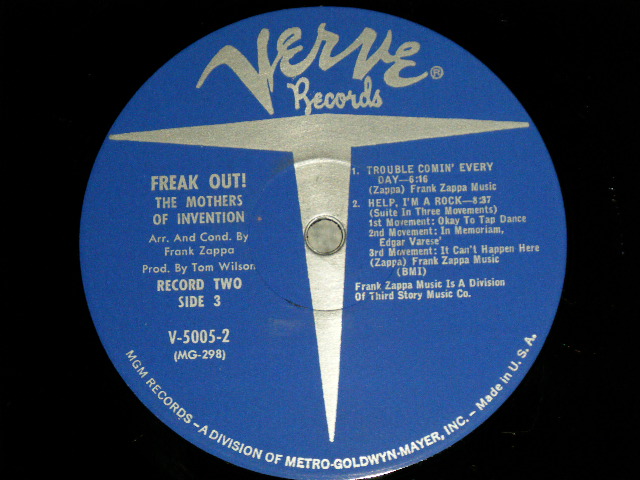 Verve®
Records
FREAK OUT!
THE MOTHERS
OF INVENTION
Arr. And Cond. By
Frank Zappa
Prod. By Tom Wilson
RECORD TWO
SIDE 3
V-5005-2
(MG-298)
1. TROUBLE COMIN' EVERY
DAY—6:16
(Zappa) Frank Zappa Music
2. HELP, I'M A ROCK—8:37
(Suite In Three Movements)
1st Movement: Okay To Tap Dance
2nd Movement: In Memoriam,
Edgar Varese'
3rd Movement: It Can't Happen Here
(Zappa) Frank Zappa Music
(BMI)
Frank Zappa Music Is A Division
Of Third Story Music Co.
MGM RECORDS – A DIVISION OF METRO-GOLDWYN-MAYER, INC. – Made in U. S. A.